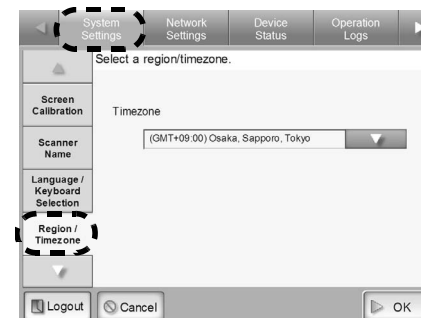 System
Settings
Network
Settings
Device
Status
Operation
Logs
Select a region/timezone.
Screen
Calibration
Scanner
Name
Language /
Keyboard
Selection
Region /
Timezone
Timezone
(GMT+09:00) Osaka, Sapporo, Tokyo
Logout
Cancel
OK